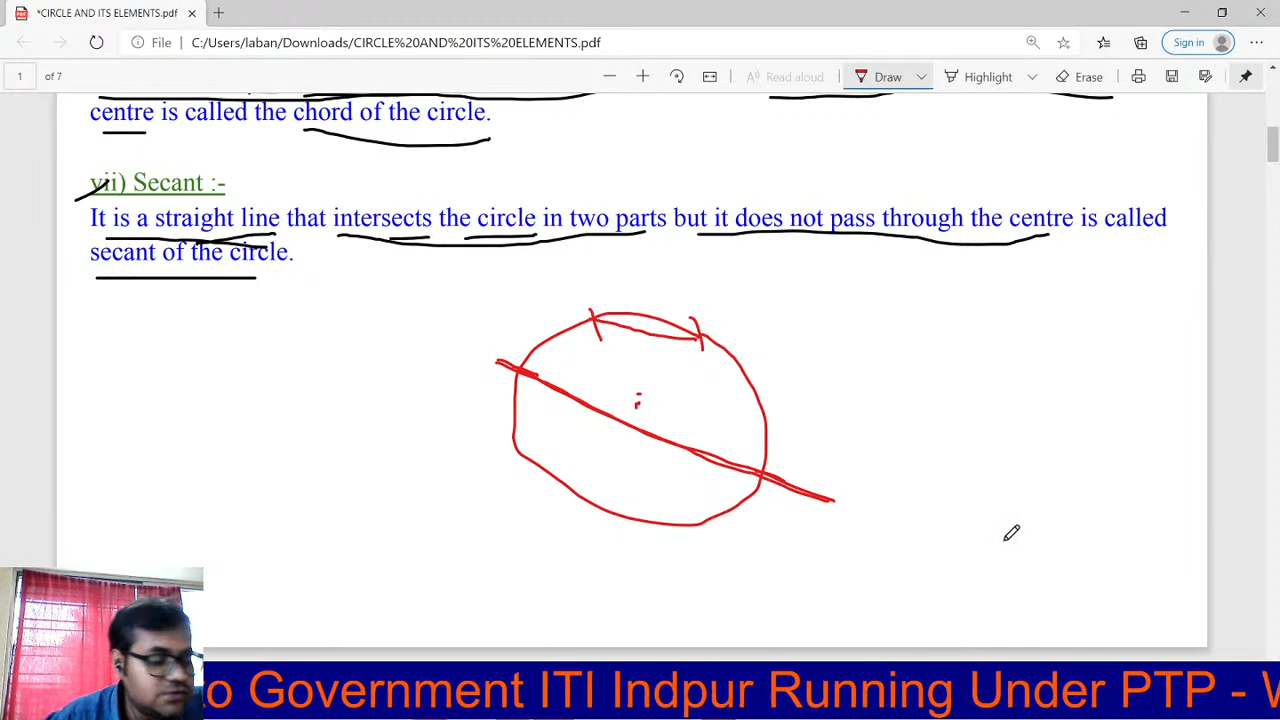 *CIRCLE AND ITS ELEMENTS.pdf
File C:/Users/laban/Downloads/CIRCLE%20AND%20ITS%20ELEMENTS.pdf Sign in
1 of 7 Read aloud Draw Highlight Erase
centre is called the chord of the circle.
vii) Secant :-
It is a straight line that intersects the circle in two parts but it does not pass through the centre is called
secant of the circle.
to Government ITI Indpur Running Under PTP - W